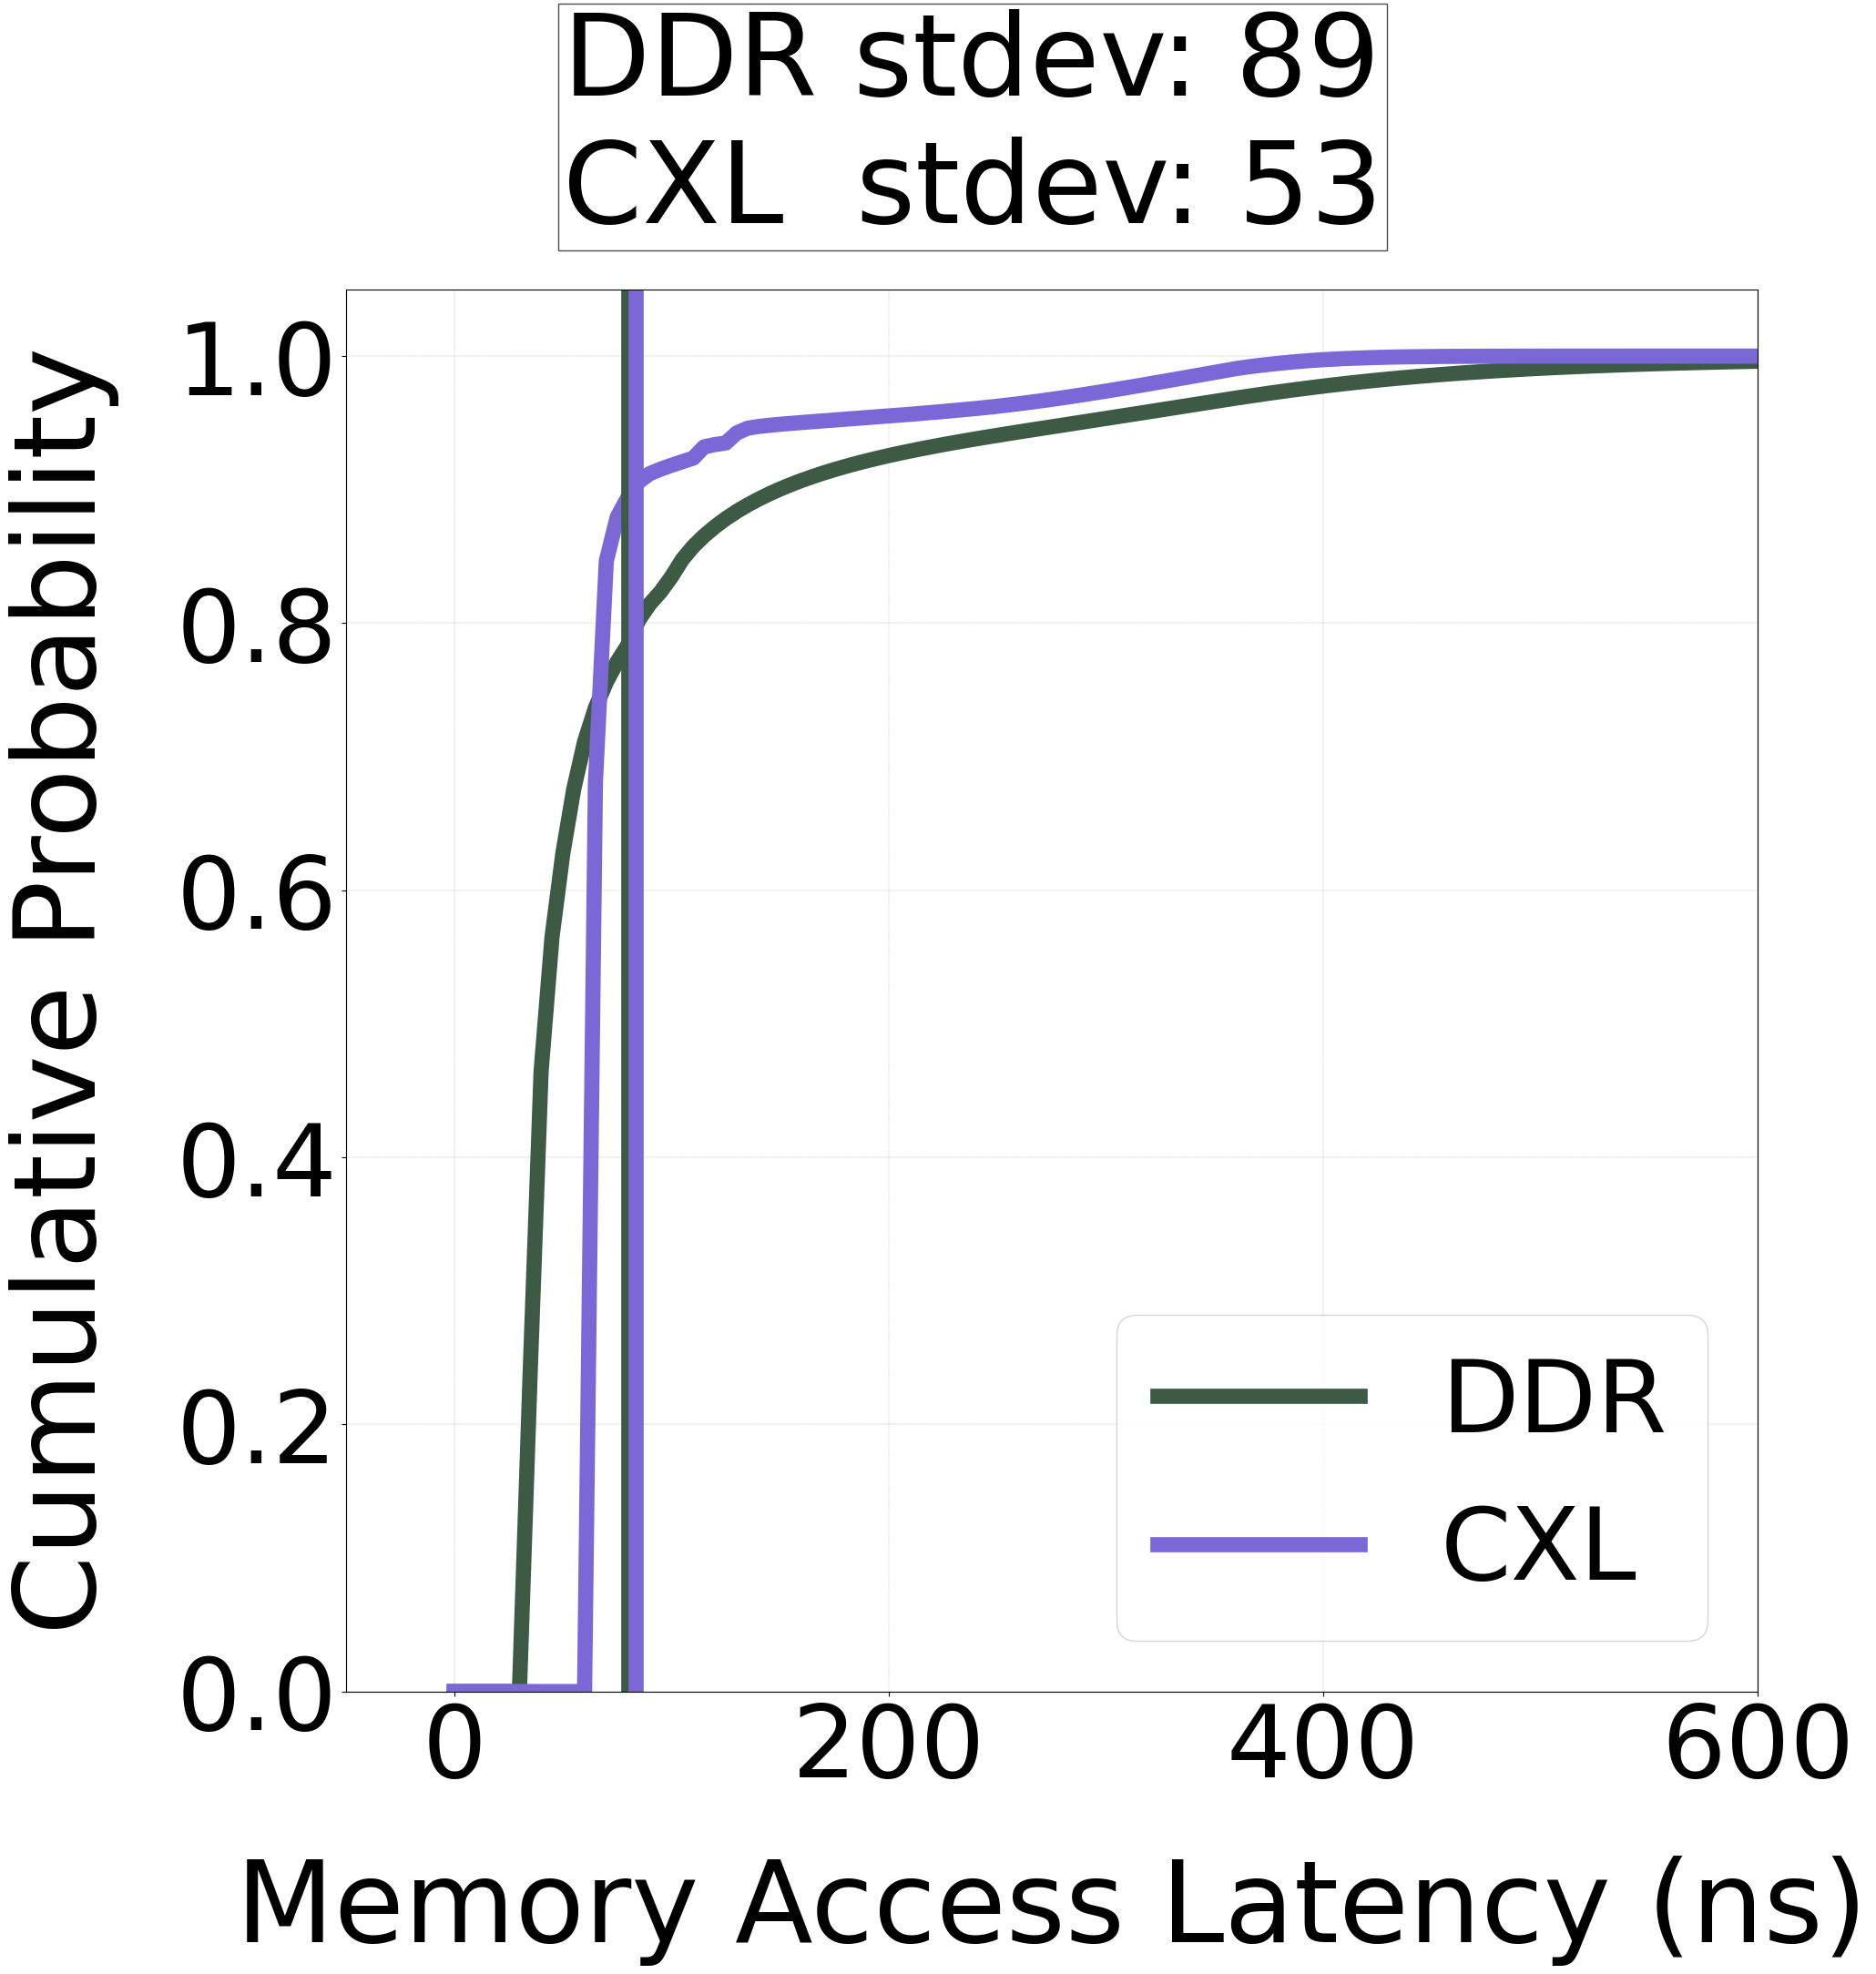 DDR stdev: 89
CXL stdev: 53
Cumulative Probability
1.0
0.8
0.6
0.4
0.2
0.0
DDR
CXL
0 200 400 600
Memory Access Latency (ns)